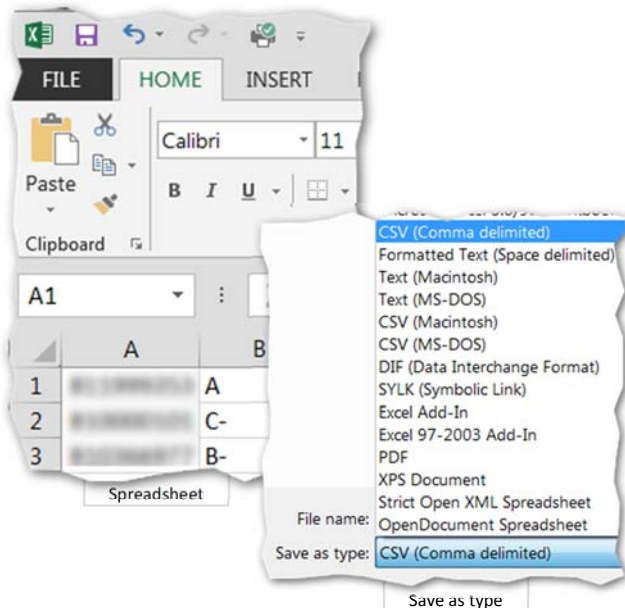 FILE HOME INSERT
Calibri 11
Paste B I U
Clipboard
A1
A B
1 A
2 C-
3 B-
Spreadsheet
CSV (Comma delimited)
Formatted Text (Space delimited)
Text (Macintosh)
Text (MS-DOS)
CSV (Macintosh)
CSV (MS-DOS)
DIF (Data Interchange Format)
SYLK (Symbolic Link)
Excel Add-In
Excel 97-2003 Add-In
PDF
XPS Document
Strict Open XML Spreadsheet
File name: OpenDocument Spreadsheet
Save as type: CSV (Comma delimited)
Save as type